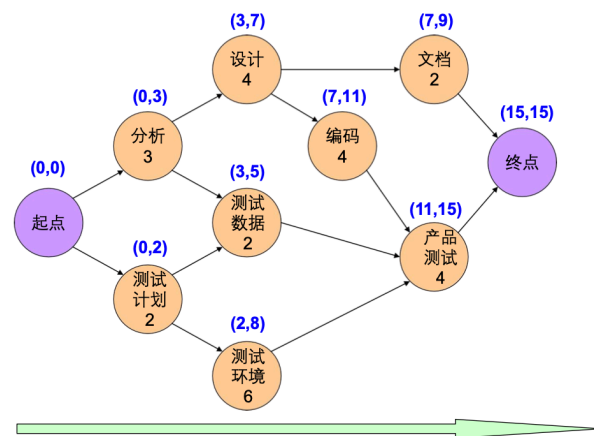 (3,7)
设计
4
(7,9)
文档
2
(0,3)
分析
3
(7,11)
编码
4
(15,15)
终点
(0,0)
起点
(3,5)
测试
数据
2
(11,15)
产品
测试
4
(0,2)
测试
计划
2
(2,8)
测试
环境
6